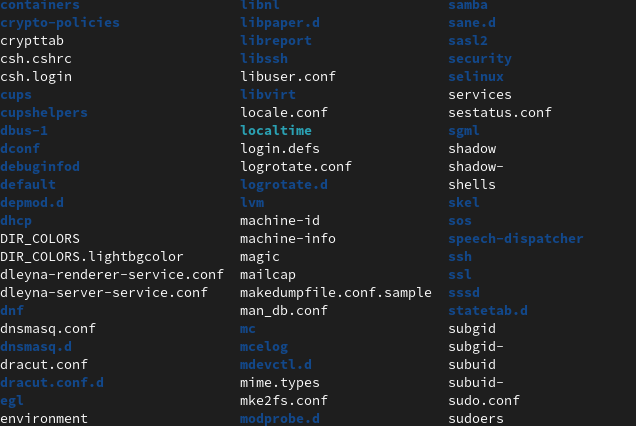 containers libnl samba
crypto-policies libpaper.d sane.d
crypttab libreport sasl2
csh.cshrc libssh security
csh.login libuser.conf selinux
cups libvirt services
cupshelpers locale.conf sestatus.conf
dbus-1 localtime sgml
dconf login.defs shadow
debuginfod logrotate.conf shadow-
default logrotate.d shells
depmod.d lvm skel
dhcp machine-id sos
DIR_COLORS machine-info speech-dispatcher
DIR_COLORS.lightbgcolor magic ssh
dleyna-renderer-service.conf mailcap ssl
dleyna-server-service.conf makedumpfile.conf.sample sssd
dnf man_db.conf statetab.d
dnsmasq.conf mc subgid
dnsmasq.d mcelog subgid-
dracut.conf mdevctl.d subuid
dracut.conf.d mime.types subuid-
egl mke2fs.conf sudo.conf
environment modprobe.d sudoers